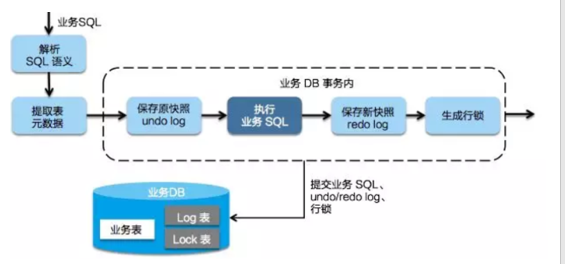 业务SQL
解析
SQL 语义
提取表
元数据
业务 DB 事务内
保存原快照
undo log
执行
业务 SQL
保存新快照
redo log
生成行锁
提交业务 SQL、
undo/redo log、
行锁
业务DB
业务表
Log 表
Lock 表